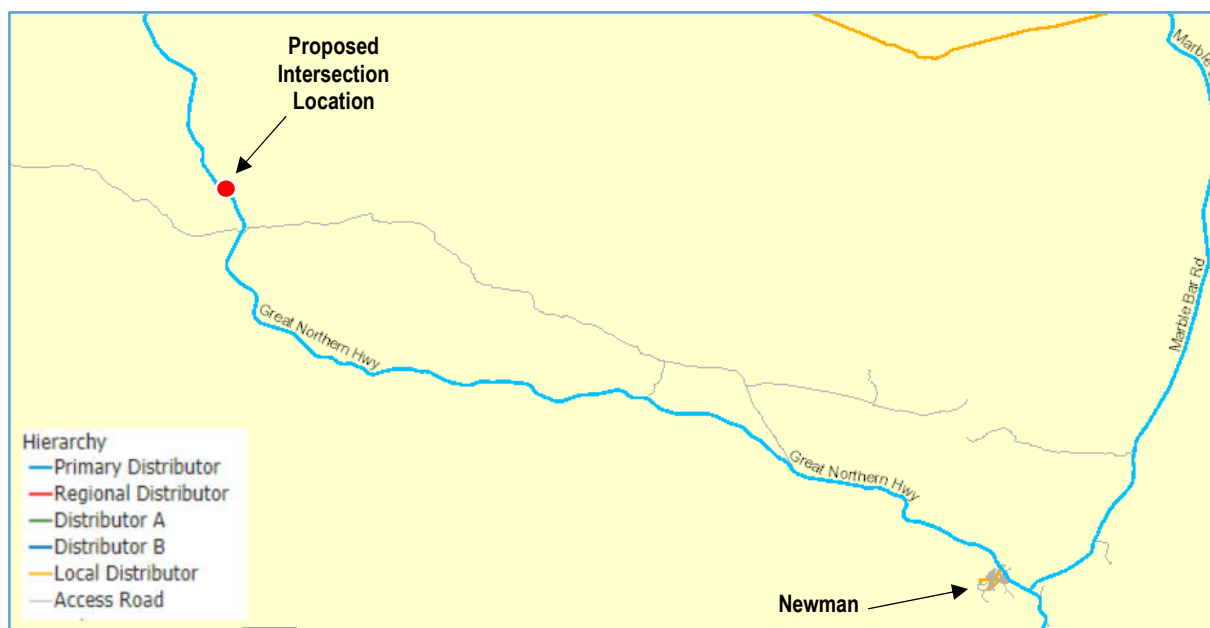 Proposed
Intersection
Location
Marble
Great Northern Hwy
Marble Bar Rd
Great Northern Hwy
Newman
Hierarchy
Primary Distributor
Regional Distributor
Distributor A
Distributor B
Local Distributor
Access Road